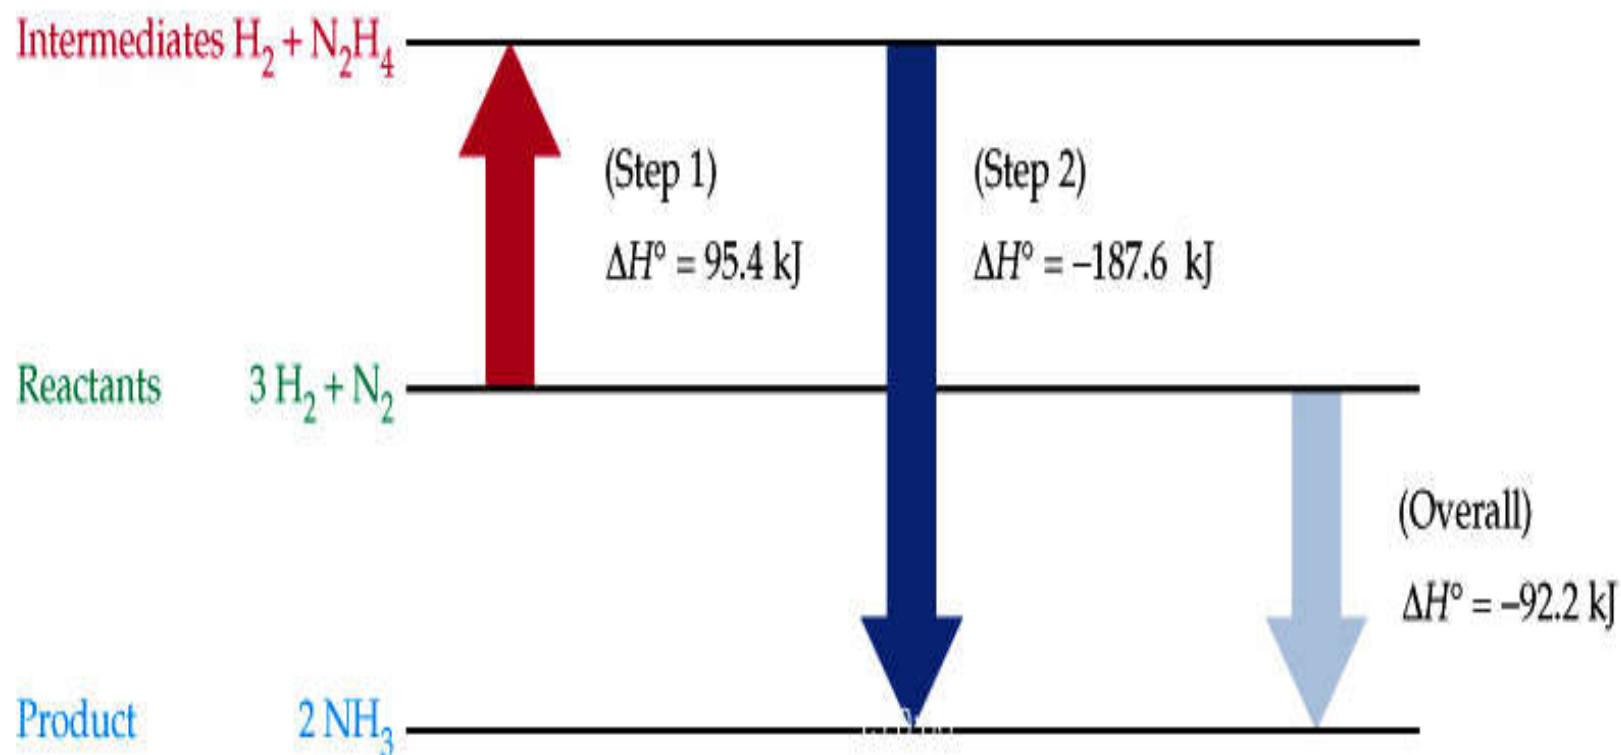 Intermediates H₂ + N₂H₄
(Step 1)
ΔH° = 95.4 kJ
(Step 2)
ΔH° = –187.6 kJ
Reactants 3 H₂ + N₂
(Overall)
ΔH° = –92.2 kJ
Product 2 NH₃